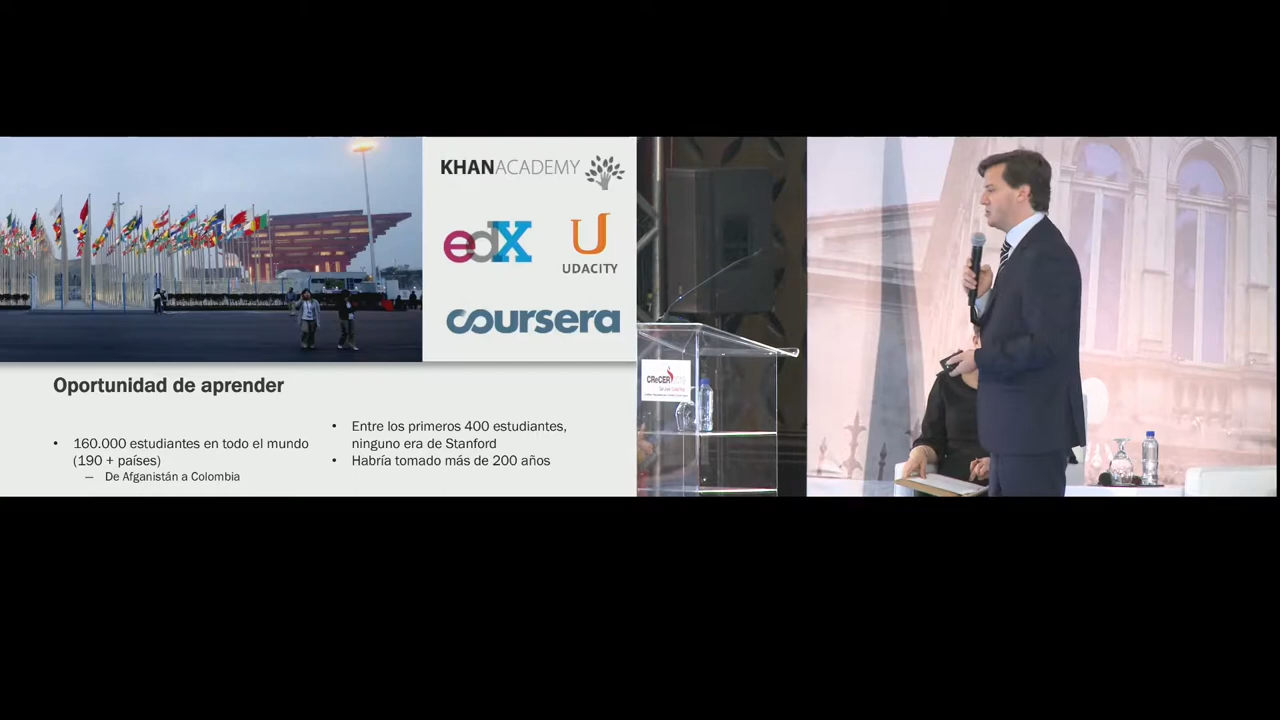 KHANACADEMY
edX
UDACITY
coursera
Oportunidad de aprender
• 160.000 estudiantes en todo el mundo
(190 + países)
– De Afganistán a Colombia
• Entre los primeros 400 estudiantes,
ninguno era de Stanford
• Habría tomado más de 200 años
CReCER